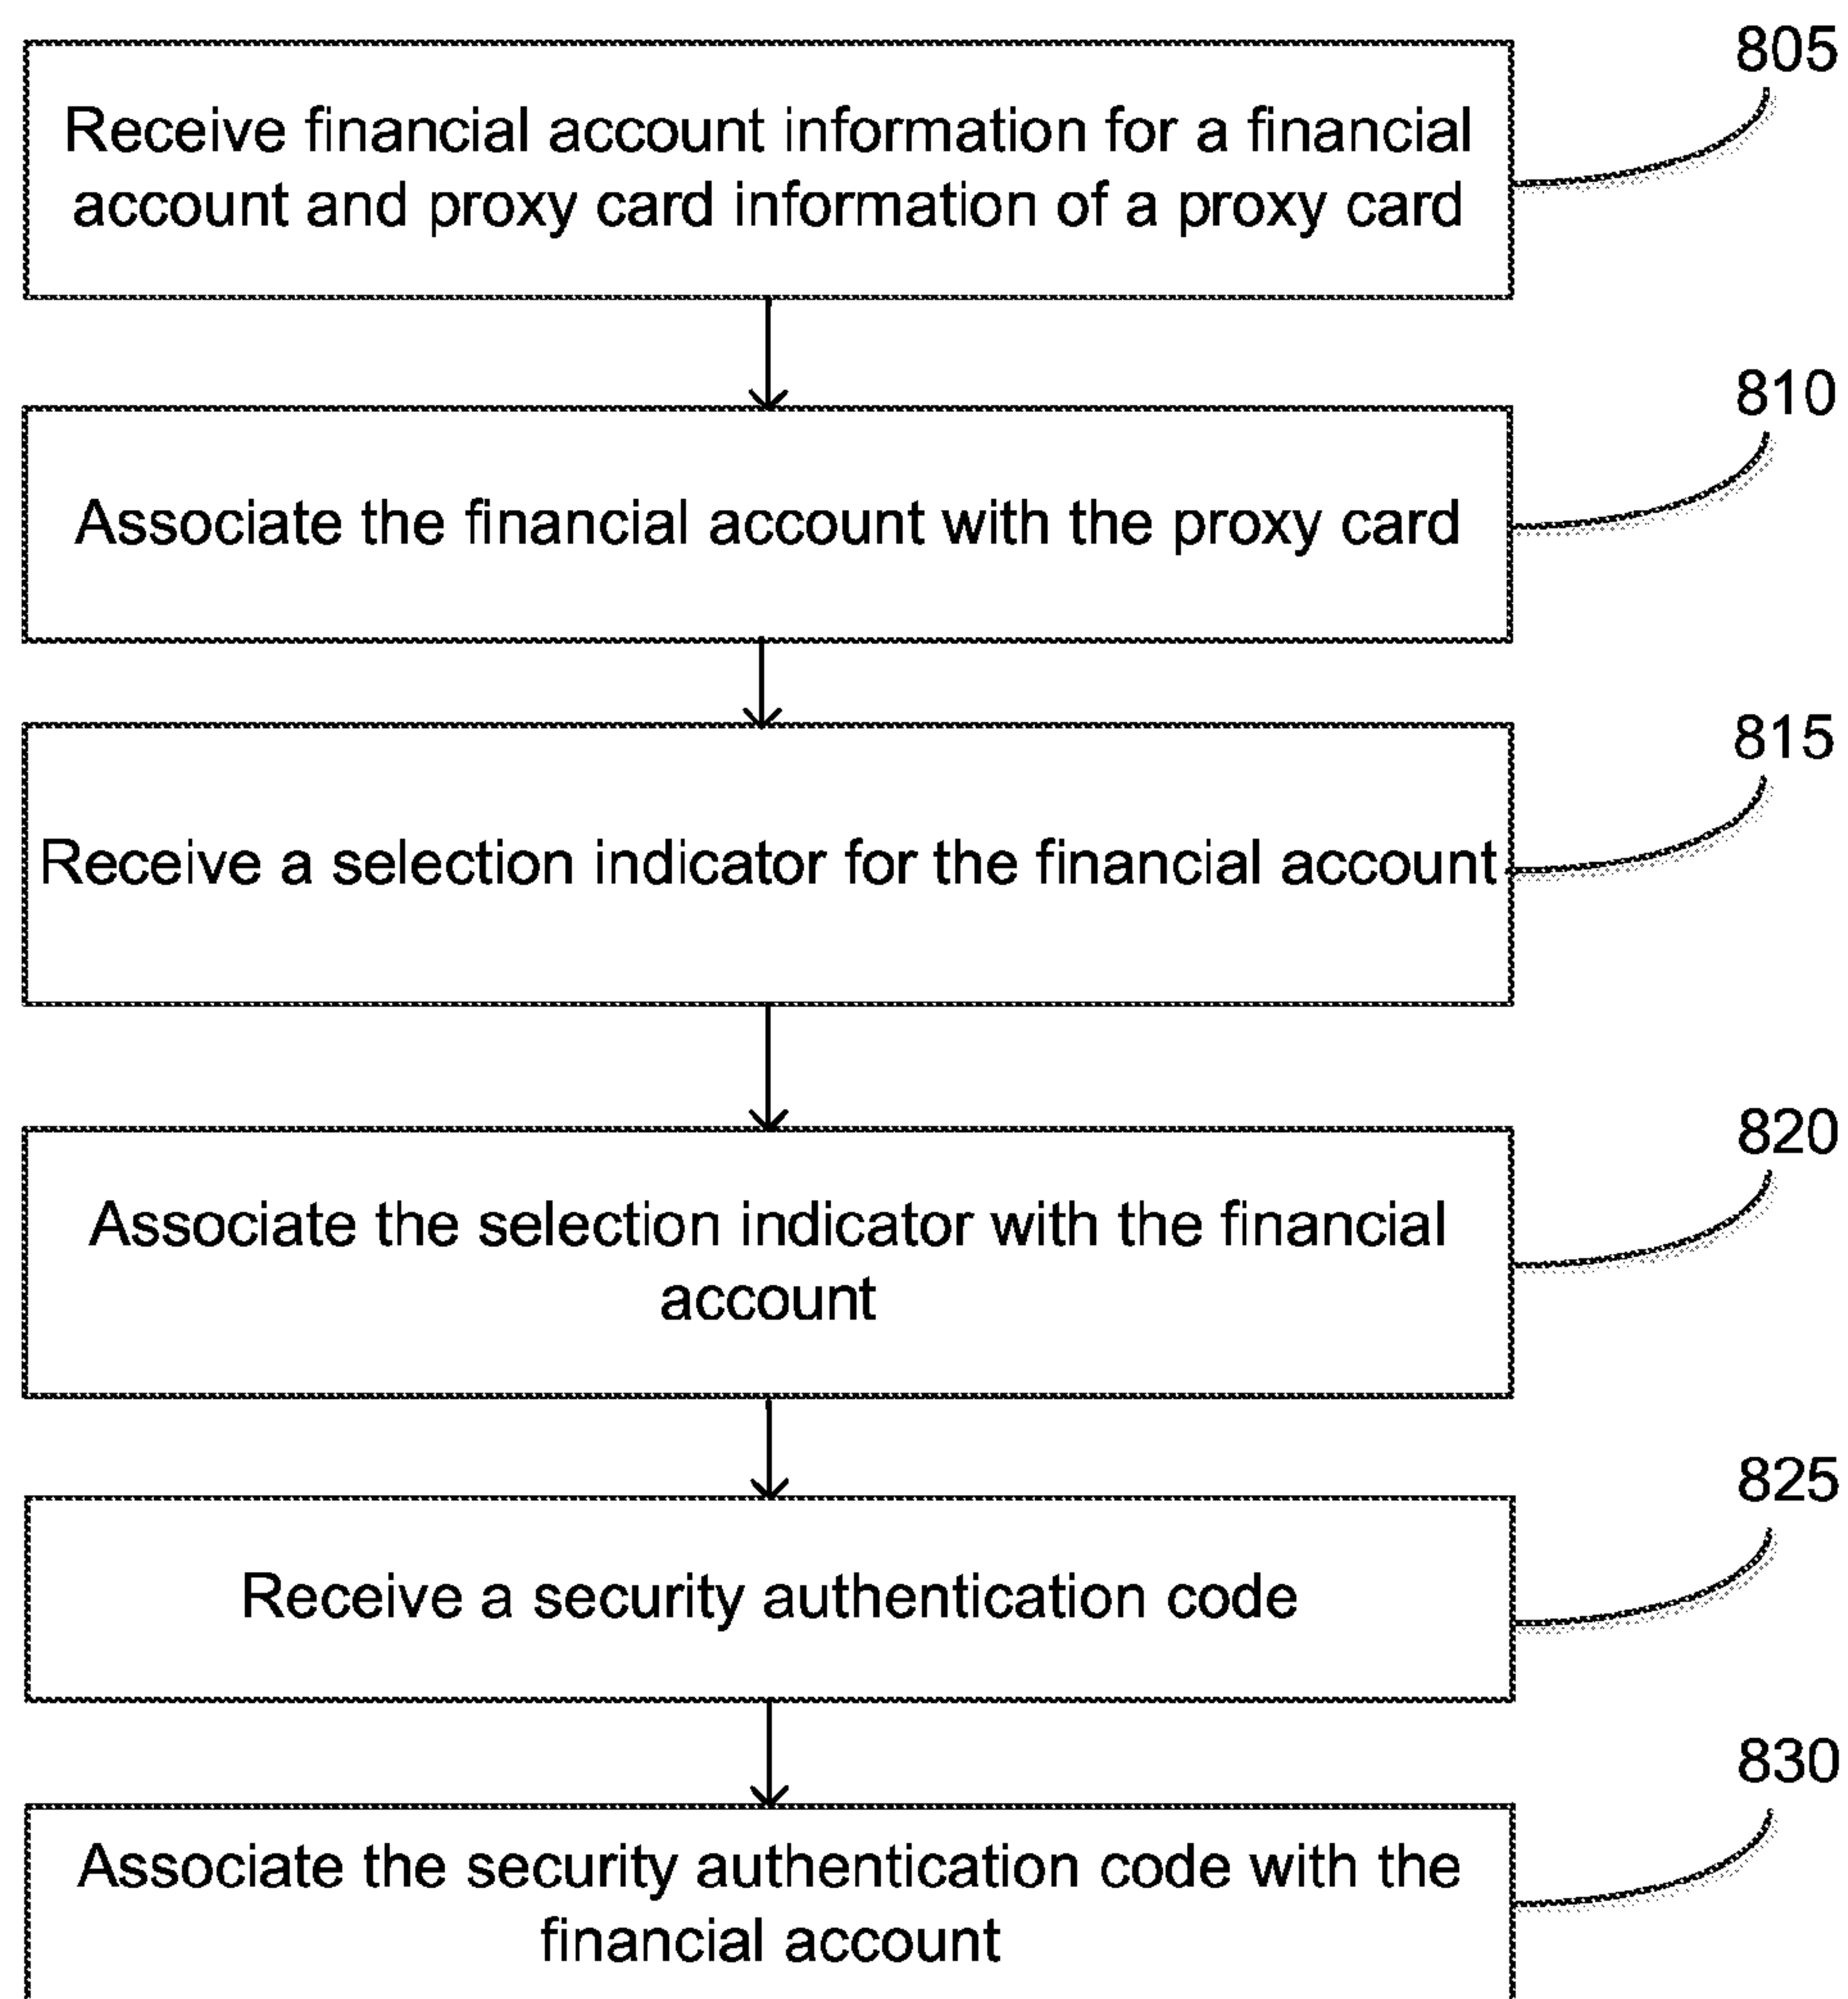 805
Receive financial account information for a financial
account and proxy card information of a proxy card
810
Associate the financial account with the proxy card
815
Receive a selection indicator for the financial account
820
Associate the selection indicator with the financial
account
825
Receive a security authentication code
830
Associate the security authentication code with the
financial account